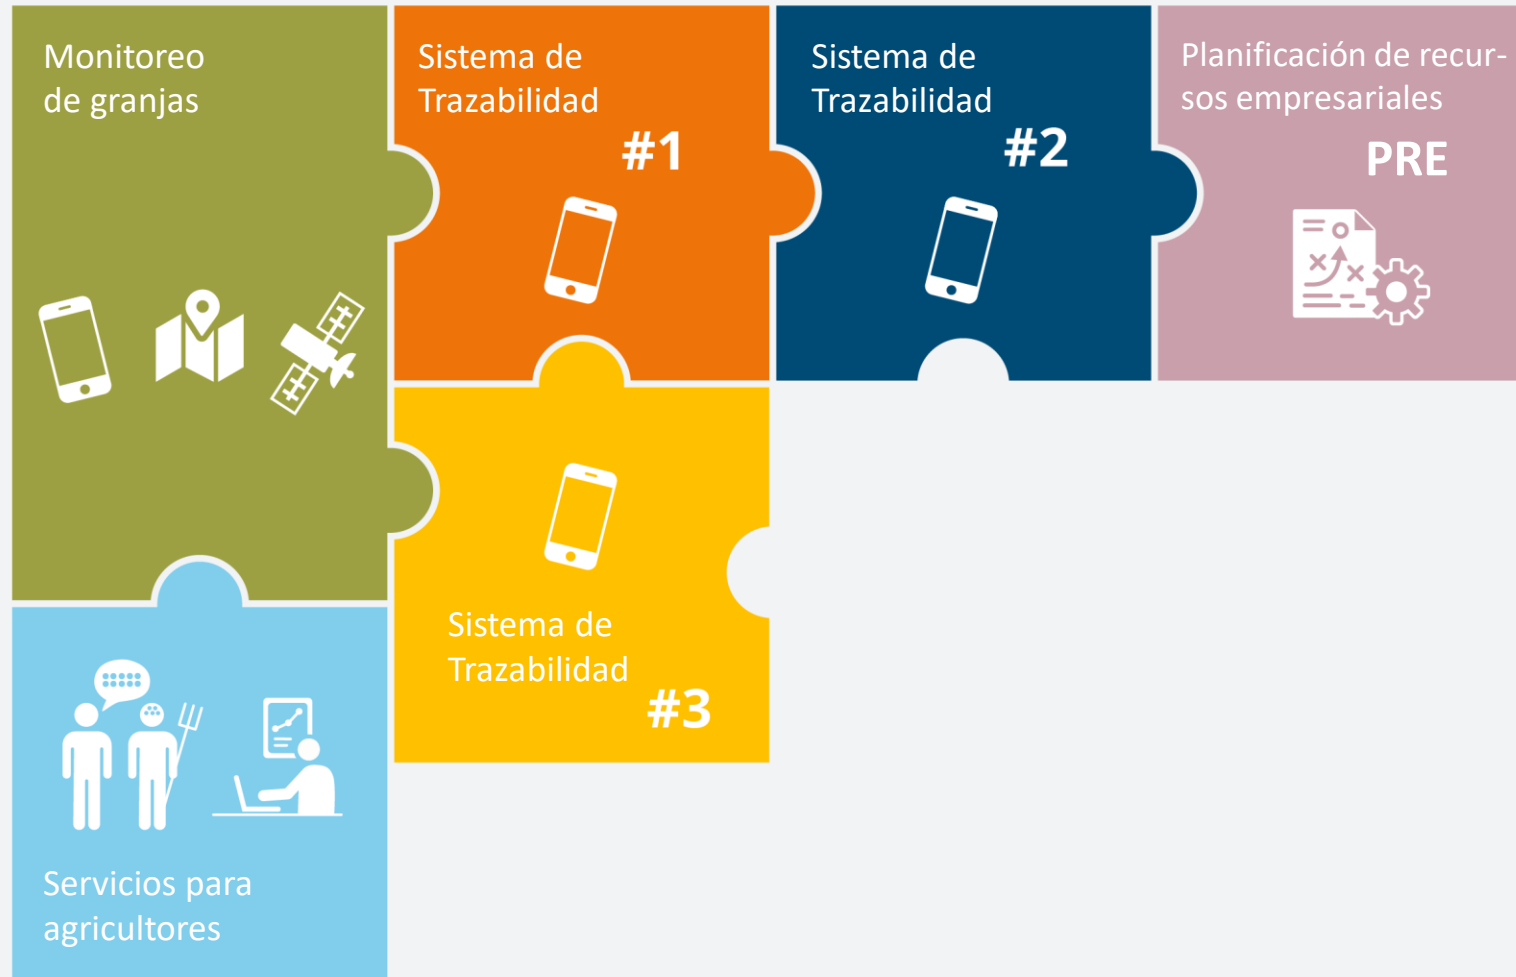 Monitoreo
de granjas
Sistema de
Trazabilidad
#1
Sistema de
Trazabilidad
#2
Planificación de recur-
sos empresariales
PRE
Sistema de
Trazabilidad
#3
Servicios para
agricultores